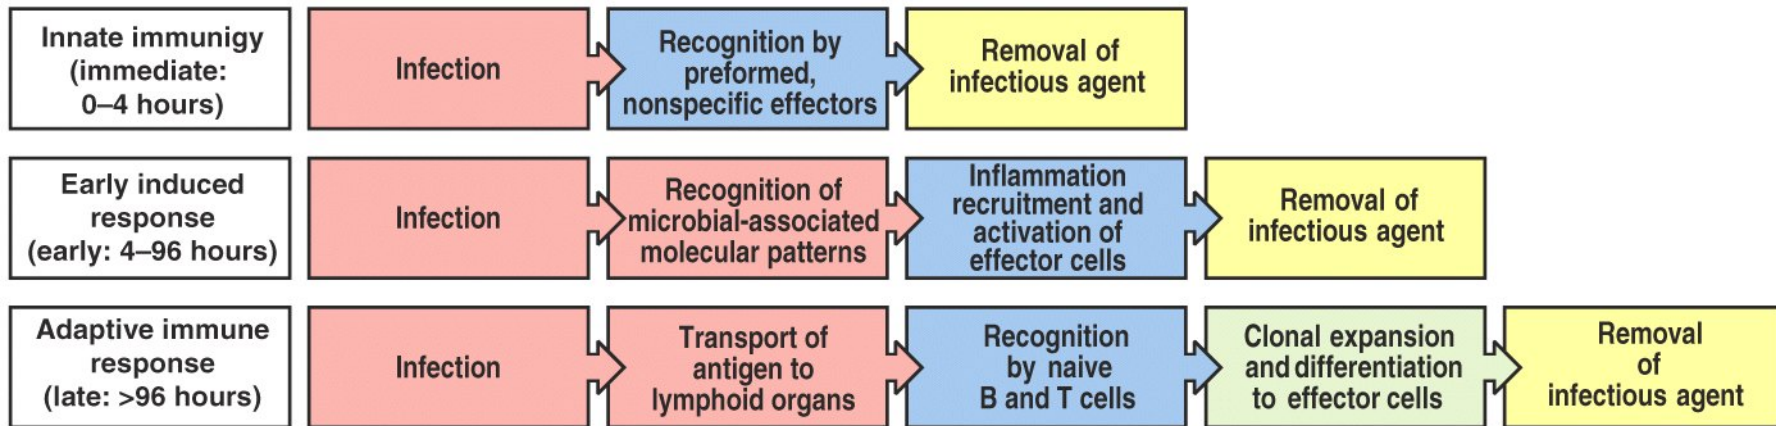 Innate immunigy
(immediate:
0–4 hours)
Infection
Recognition by
preformed,
nonspecific effectors
Removal of
infectious agent
Early induced
response
(early: 4–96 hours)
Infection
Recognition of
microbial-associated
molecular patterns
Inflammation
recruitment and
activation of
effector cells
Removal of
infectious agent
Adaptive immune
response
(late: >96 hours)
Infection
Transport of
antigen to
lymphoid organs
Recognition
by naive
B and T cells
Clonal expansion
and differentiation
to effector cells
Removal
of
infectious agent